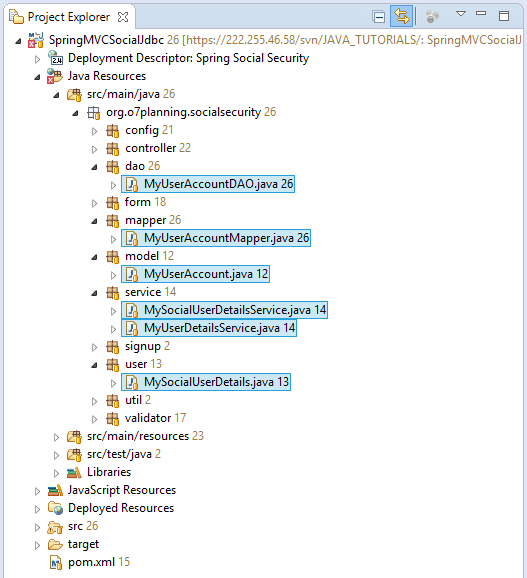 Project Explorer
SpringMVCSocialJdbc 26 [https://222.255.46.58/svn/JAVA_TUTORIALS/: SpringMVCSocialJ
Deployment Descriptor: Spring Social Security
Java Resources
src/main/java 26
org.o7planning.socialsecurity 26
config 21
controller 22
dao 26
MyUserAccountDAO.java 26
form 18
mapper 26
MyUserAccountMapper.java 26
model 12
MyUserAccount.java 12
service 14
MySocialUserDetailsService.java 14
MyUserDetailsService.java 14
signup 2
user 13
MySocialUserDetails.java 13
util 2
validator 17
src/main/resources 23
src/test/java 2
Libraries
JavaScript Resources
Deployed Resources
src 26
target
pom.xml 15